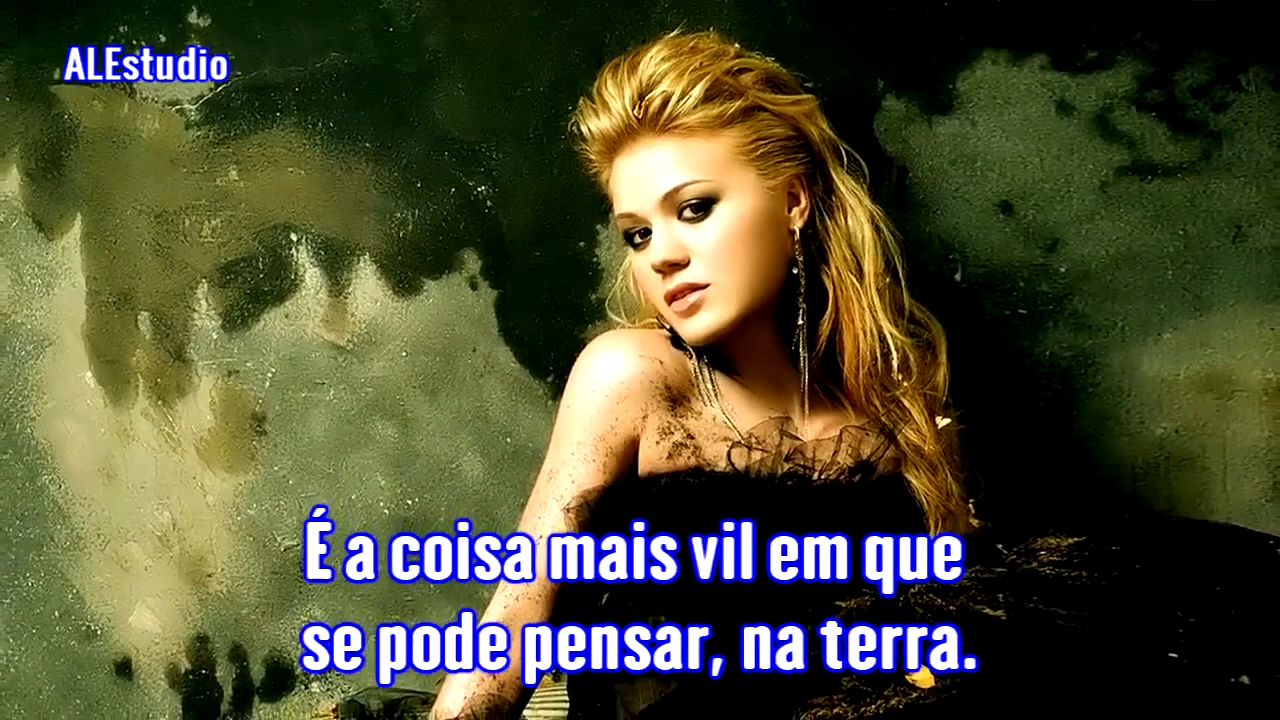 ALEstudio
É a coisa mais vil em que
se pode pensar, na terra.